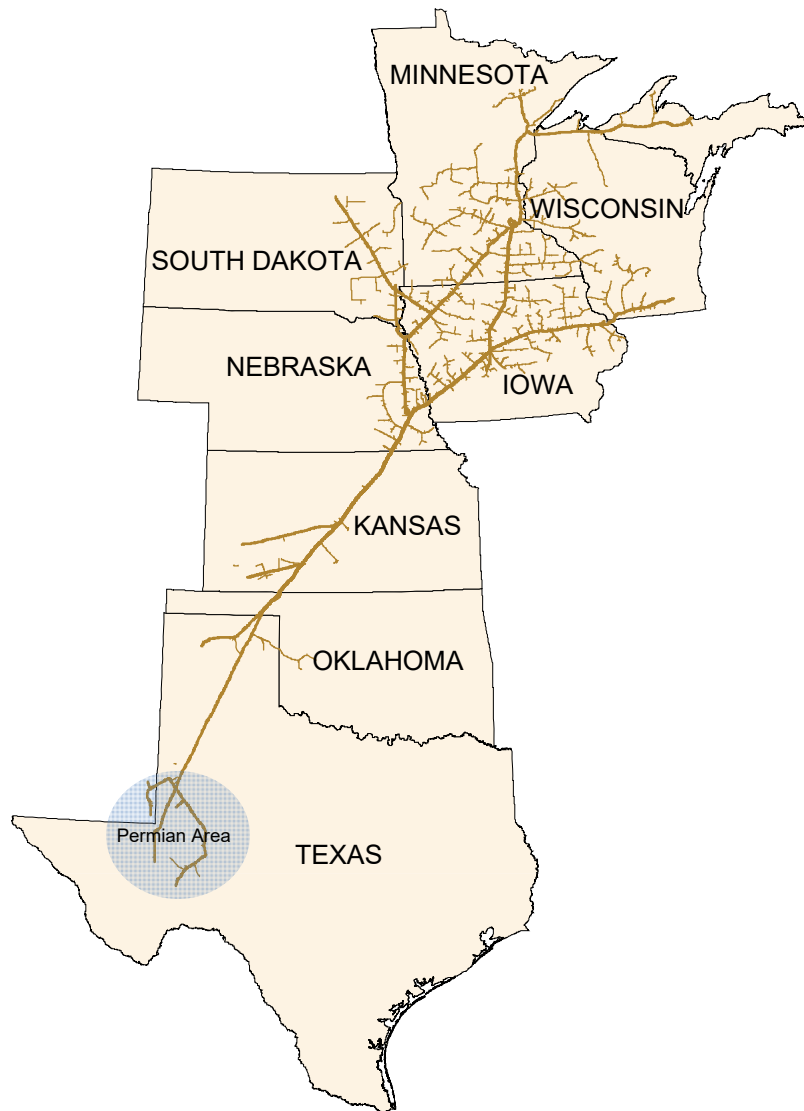 MINNESOTA
WISCONSIN
SOUTH DAKOTA
NEBRASKA
IOWA
KANSAS
OKLAHOMA
Permian Area
TEXAS